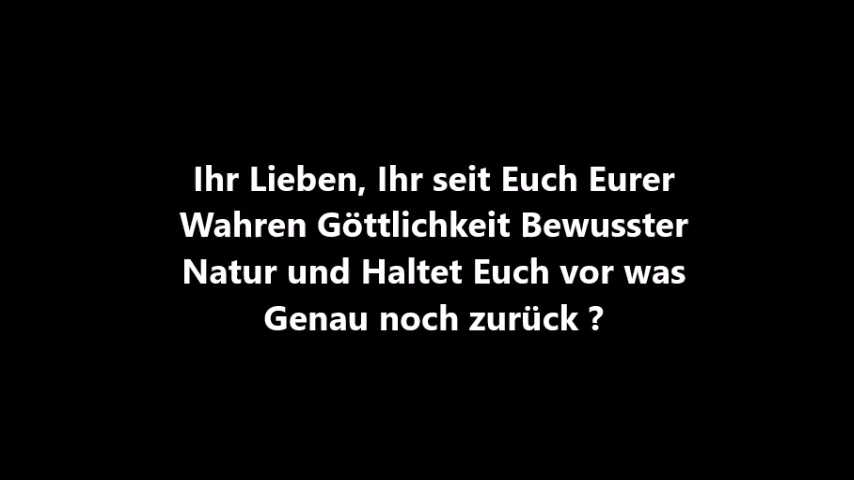 Ihr Lieben, Ihr seit Euch Eurer
Wahren Göttlichkeit Bewusster
Natur und Haltet Euch vor was
Genau noch zurück ?